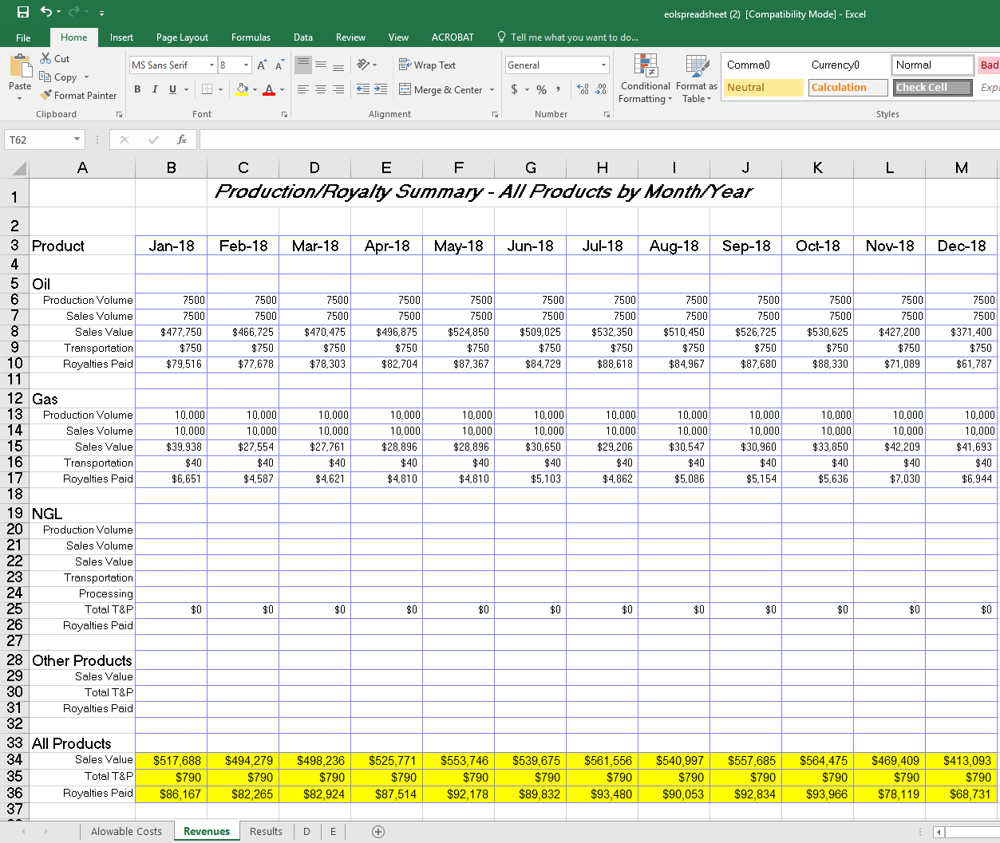 eolspreadsheet (2) [Compatibility Mode] - Excel
File Home Insert Page Layout Formulas Data Review View ACROBAT Tell me what you want to do...
Paste Cut Copy Format Painter Clipboard
MS Sans Serif 8 A A B I U A Font
Wrap Text Merge & Center Alignment
General $ % , .00 .00 Number
Conditional Formatting Format as Table
Comma0 Currency0 Normal Bad
Neutral Calculation Check Cell Expl
Styles
T62 fx
A B C D E F G H I J K L M
1 Production/Royalty Summary - All Products by Month/Year
2
3 Product Jan-18 Feb-18 Mar-18 Apr-18 May-18 Jun-18 Jul-18 Aug-18 Sep-18 Oct-18 Nov-18 Dec-18
4
5 Oil
6 Production Volume 7500 7500 7500 7500 7500 7500 7500 7500 7500 7500 7500 7500
7 Sales Volume 7500 7500 7500 7500 7500 7500 7500 7500 7500 7500 7500 7500
8 Sales Value $477,750 $466,725 $470,475 $496,875 $524,850 $509,025 $532,350 $510,450 $526,725 $530,625 $427,200 $371,400
9 Transportation $750 $750 $750 $750 $750 $750 $750 $750 $750 $750 $750 $750
10 Royalties Paid $79,516 $77,678 $78,303 $82,704 $87,367 $84,729 $88,618 $84,967 $87,680 $88,330 $71,089 $61,787
11
12 Gas
13 Production Volume 10,000 10,000 10,000 10,000 10,000 10,000 10,000 10,000 10,000 10,000 10,000 10,000
14 Sales Volume 10,000 10,000 10,000 10,000 10,000 10,000 10,000 10,000 10,000 10,000 10,000 10,000
15 Sales Value $39,938 $27,554 $27,761 $28,896 $28,896 $30,650 $29,206 $30,547 $30,960 $33,850 $42,209 $41,693
16 Transportation $40 $40 $40 $40 $40 $40 $40 $40 $40 $40 $40 $40
17 Royalties Paid $6,651 $4,587 $4,621 $4,810 $4,810 $5,103 $4,862 $5,086 $5,154 $5,636 $7,030 $6,944
18
19 NGL
20 Production Volume
21 Sales Volume
22 Sales Value
23 Transportation
24 Processing
25 Total T&P $0 $0 $0 $0 $0 $0 $0 $0 $0 $0 $0 $0
26 Royalties Paid
27
28 Other Products
29 Sales Value
30 Total T&P
31 Royalties Paid
32
33 All Products
34 Sales Value $517,688 $494,279 $498,236 $525,771 $553,746 $539,675 $561,556 $540,997 $557,685 $564,475 $469,409 $413,093
35 Total T&P $790 $790 $790 $790 $790 $790 $790 $790 $790 $790 $790 $790
36 Royalties Paid $86,167 $82,265 $82,924 $87,514 $92,178 $89,832 $93,480 $90,053 $92,834 $93,966 $78,119 $68,731
37
Alowable Costs Revenues Results D E